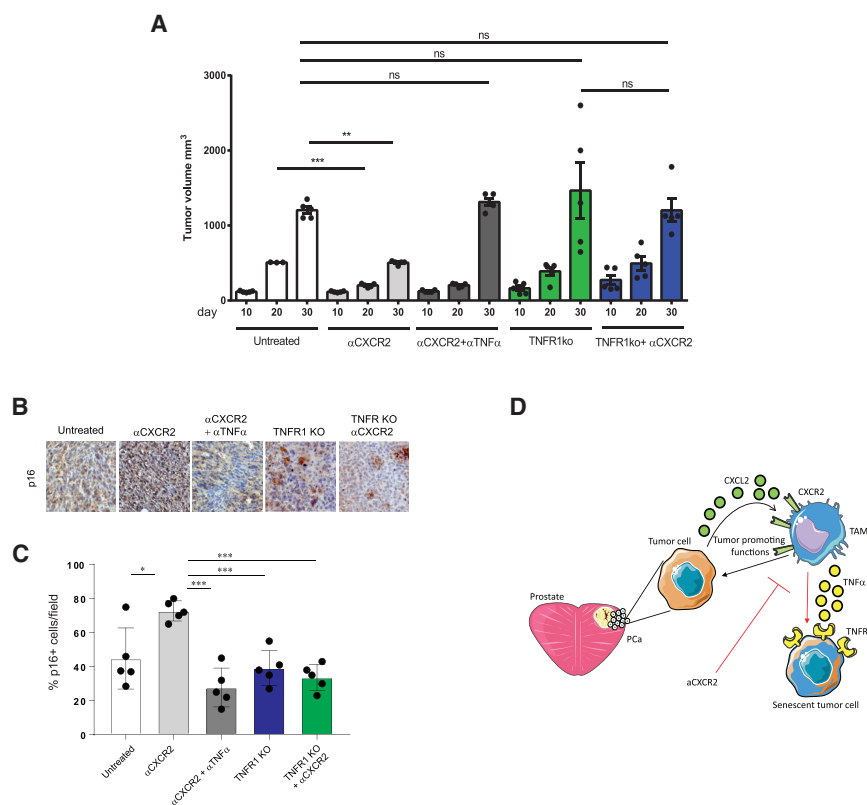 A
ns
ns
ns
ns
**
***
3000
2000
1000
0
Tumor volume mm³
day
10 20 30 10 20 30 10 20 30 10 20 30 10 20 30
Untreated
αCXCR2
αCXCR2+αTNFα
TNFR1ko
TNFR1ko+ αCXCR2
B
Untreated
αCXCR2
αCXCR2
+ αTNFα
TNFR1 KO
TNFR KO
αCXCR2
p16
C
***
***
*
***
100
80
60
40
20
0
% p16+ cells/field
Untreated
αCXCR2
αCXCR2 + αTNFα
TNFR1 KO
TNFR1 KO
+ αCXCR2
D
CXCL2
CXCR2
TAM
Tumor cell
Tumor promoting
functions
TNFα
Prostate
TNFR
PCa
aCXCR2
Senescent tumor cell